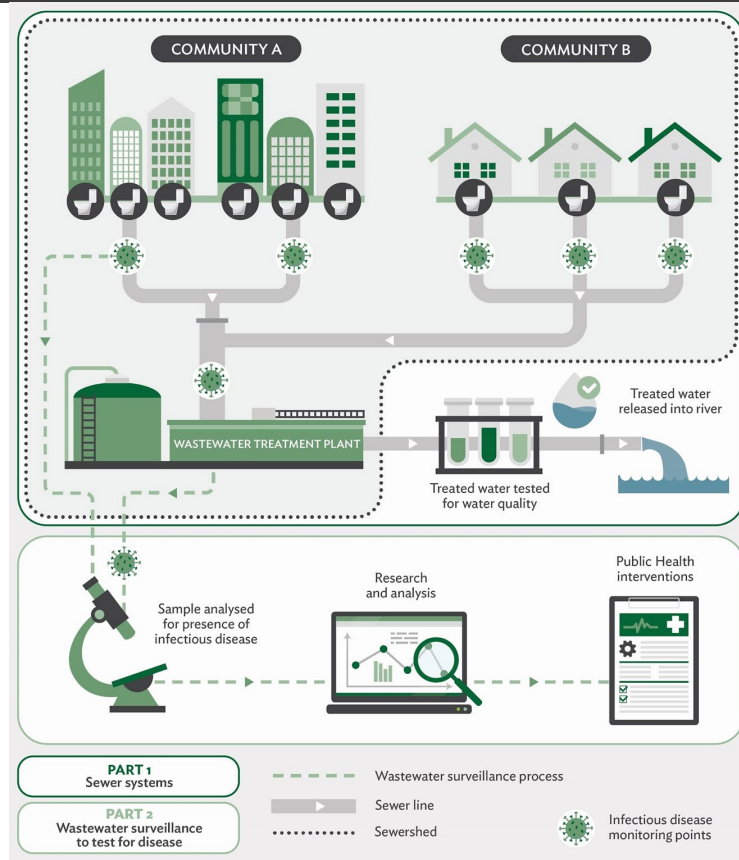 COMMUNITY A
COMMUNITY B
WASTEWATER TREATMENT PLANT
Treated water
released into river
Treated water tested
for water quality
Sample analysed
for presence of
infectious disease
Research
and analysis
Public Health
interventions
PART 1
Sewer systems
PART 2
Wastewater surveillance
to test for disease
Wastewater surveillance process
Sewer line
Sewershed
Infectious disease
monitoring points